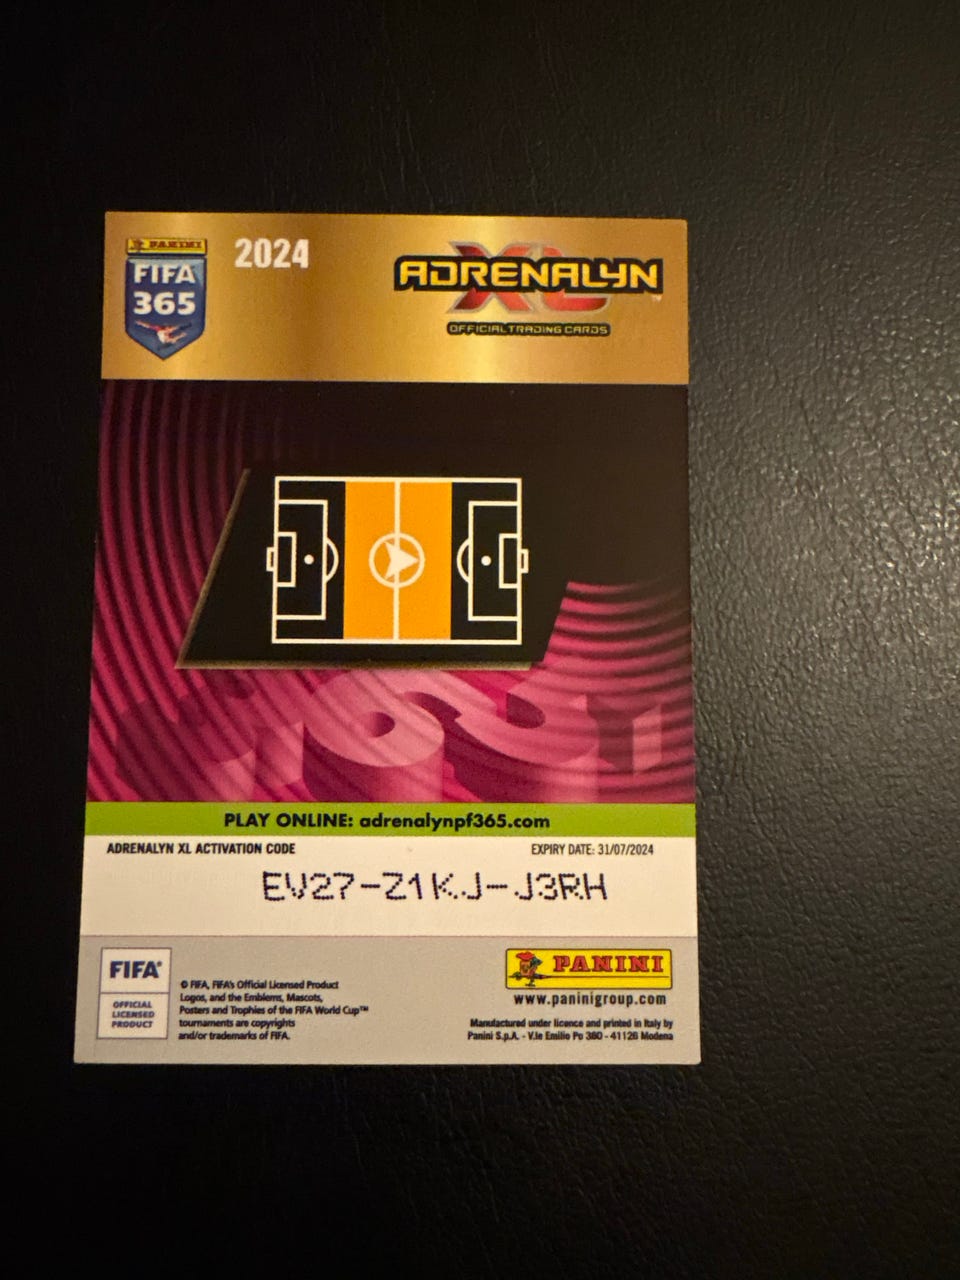 PANINI
FIFA
365
2024
ADRENALYN
XL
OFFICIAL TRADING CARDS
PLAY ONLINE: adrenalynpf365.com
ADRENALYN XL ACTIVATION CODE
EXPIRY DATE: 31/07/2024
EV27-Z1KJ-J3RH
FIFA®
OFFICIAL
LICENSED
PRODUCT
© FIFA, FIFA's Official Licensed Product
Logos, and the Emblems, Mascots,
Posters and Trophies of the FIFA World Cup™
tournaments are copyrights
and/or trademarks of FIFA.
PANINI
www.paninigroup.com
Manufactured under licence and printed in Italy by
Panini S.p.A. - V.le Emilio Po 380 - 41126 Modena